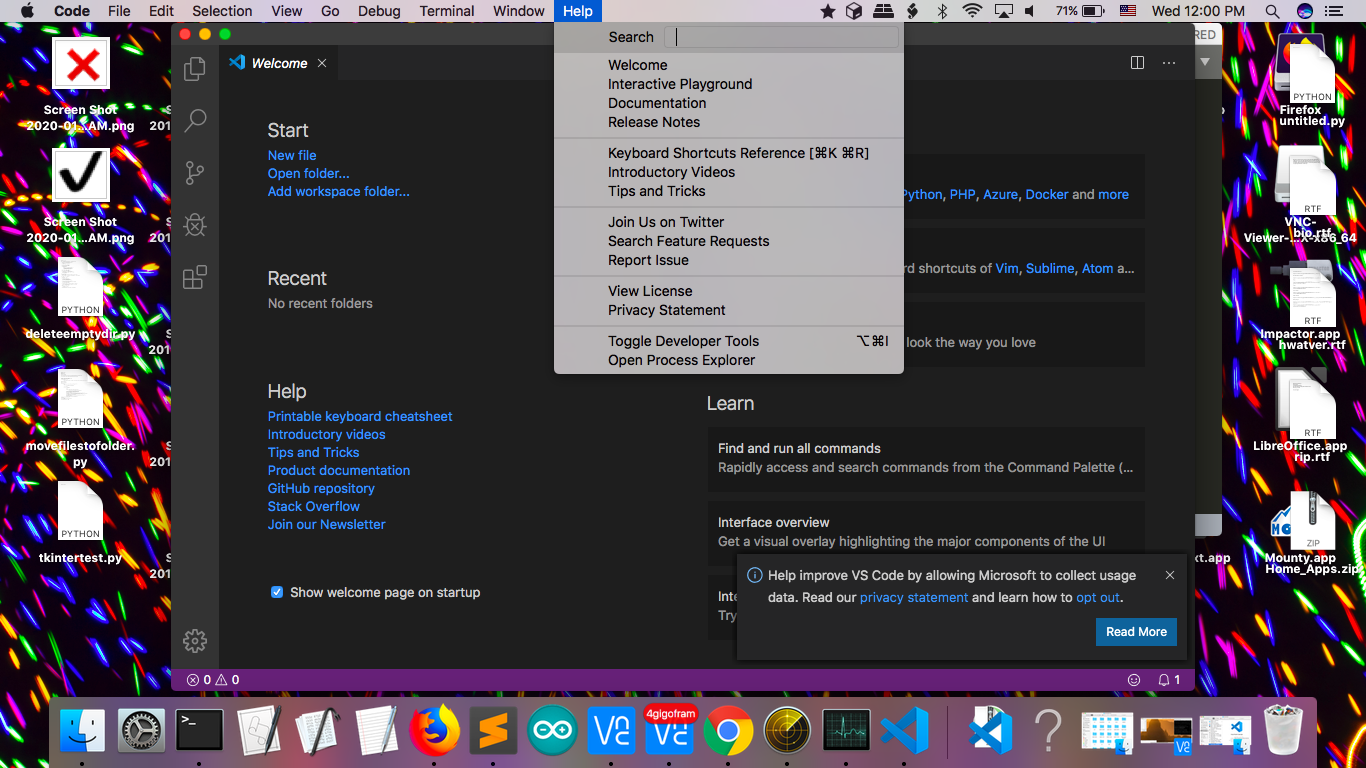 Code File Edit Selection View Go Debug Terminal Window Help 71% Wed 12:00 PM
Search
Welcome
Interactive Playground
Documentation
Release Notes
Keyboard Shortcuts Reference [⌘K ⌘R]
Introductory Videos
Tips and Tricks
Join Us on Twitter
Search Feature Requests
Report Issue
View License
Privacy Statement
Toggle Developer Tools ⌥⌘I
Open Process Explorer
Welcome
Start
New file
Open folder...
Add workspace folder...
Recent
No recent folders
Help
Printable keyboard cheatsheet
Introductory videos
Tips and Tricks
Product documentation
GitHub repository
Stack Overflow
Join our Newsletter
Show welcome page on startup
Python, PHP, Azure, Docker and more
rd shortcuts of Vim, Sublime, Atom a...
look the way you love
Learn
Find and run all commands
Rapidly access and search commands from the Command Palette (...
Interface overview
Get a visual overlay highlighting the major components of the UI
Inte
Try
Help improve VS Code by allowing Microsoft to collect usage
data. Read our privacy statement and learn how to opt out.
Read More
0 0
1
Screen Shot
2020-01...AM.png
Screen Shot
2020-01...AM.png
PYTHON
deleteemptydir.py
PYTHON
movefilestofolder.
py
PYTHON
tkintertest.py
S
201
S
201
201
201
S
201
RED
PYTHON
Firefox
untitled.py
RTF
VNC-
bio.rtf
Viewer-...X-x86_64
RTF
Impactor.app
hwatver.rtf
RTF
LibreOffice.app
rip.rtf
ZIP
Mounty.app
Home_Apps.zip
xt.app
>_
4gigofram